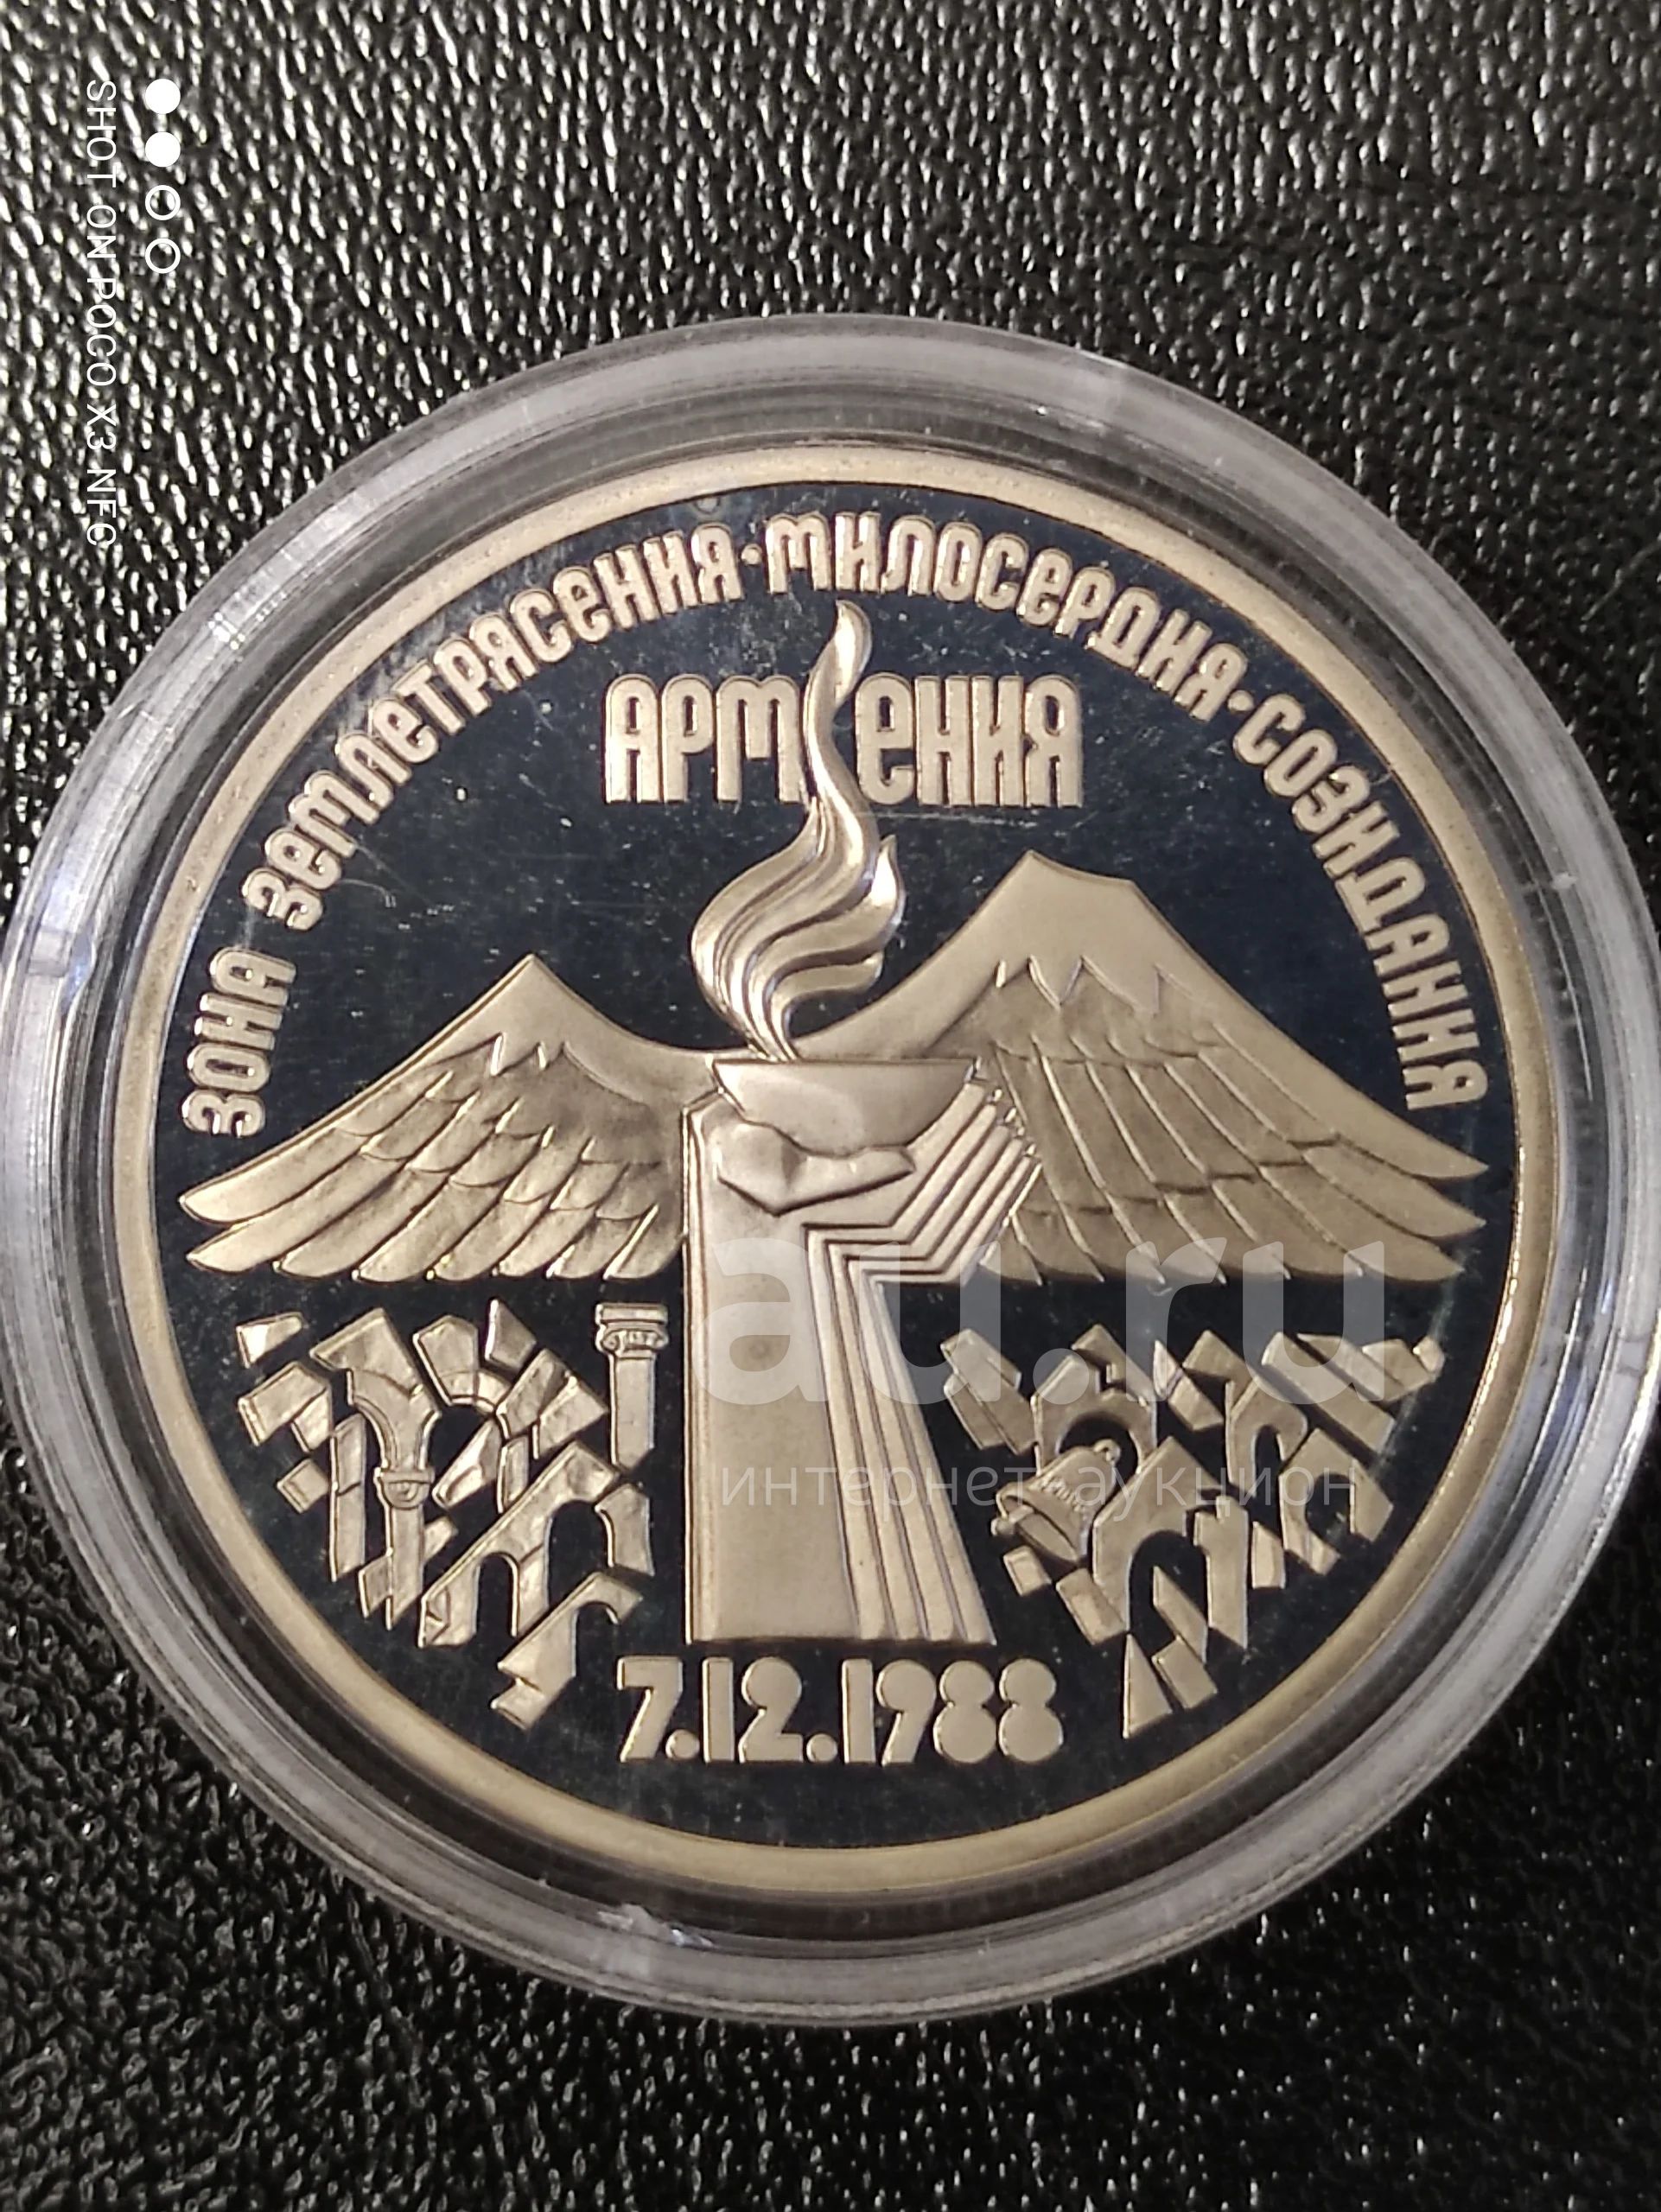 SHOT ON POCO X3 NFC
ЗОНА ЗЕМЛЕТРЯСЕНИЯ·МИЛОСЕРДИЯ·СОЗИДАНИЯ
АРМЕНИЯ
au.ru
интернет аукцион
7.12.1988